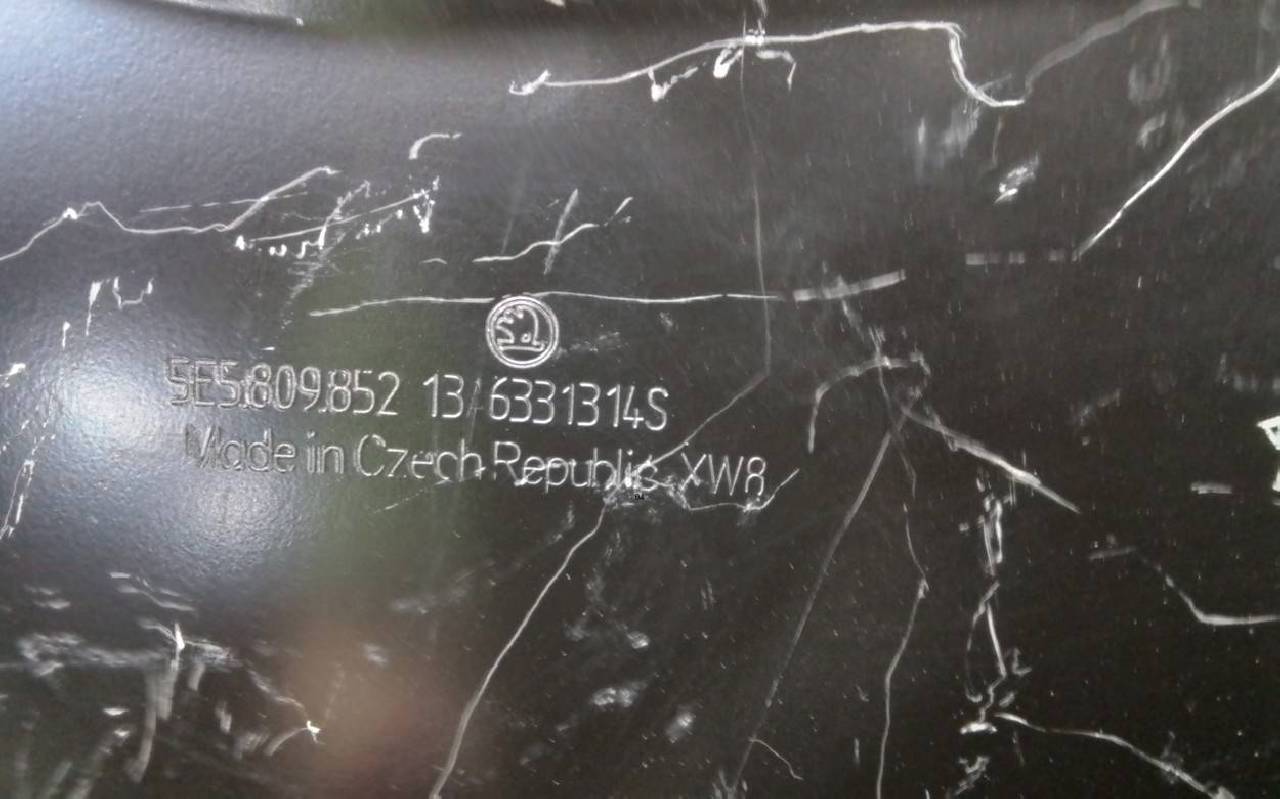 5E5.809.852 13/6331314S
Made in Czech Republic XW8